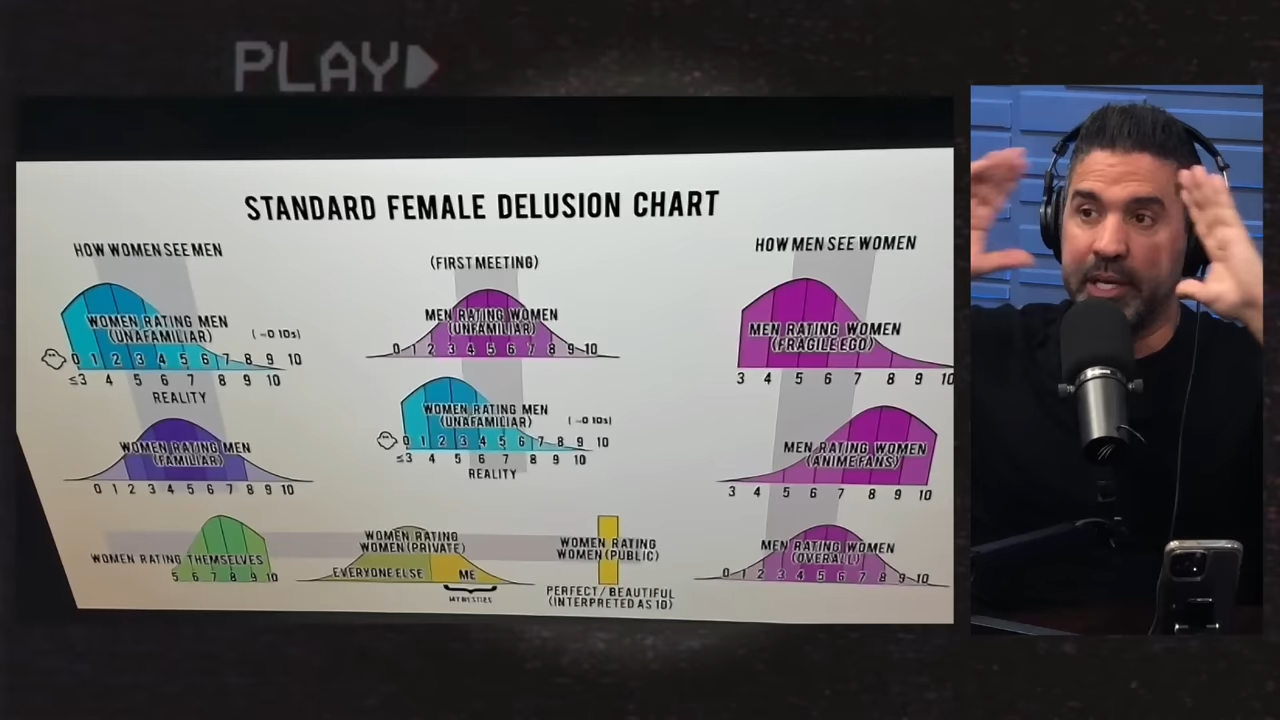 PLAY
STANDARD FEMALE DELUSION CHART
HOW WOMEN SEE MEN
WOMEN RATING MEN
(UNAFAMILIAR)
(-0 10s)
0 1 2 3 4 5 6 7 8 9 10
≤3 4 5 6 7 8 9 10
REALITY
WOMEN RATING MEN
(FAMILIAR)
0 1 2 3 4 5 6 7 8 9 10
WOMEN RATING THEMSELVES
5 6 7 8 9 10
(FIRST MEETING)
MEN RATING WOMEN
(UNFAMILIAR)
0 1 2 3 4 5 6 7 8 9 10
WOMEN RATING MEN
(UNAFAMILIAR)
(-0 10s)
0 1 2 3 4 5 6 7 8 9 10
≤3 4 5 6 7 8 9 10
REALITY
WOMEN RATING
WOMEN (PRIVATE)
EVERYONE ELSE ME
MY BESTIES
WOMEN RATING
WOMEN (PUBLIC)
PERFECT / BEAUTIFUL
(INTERPRETED AS 10)
HOW MEN SEE WOMEN
MEN RATING WOMEN
(FRAGILE EGO)
3 4 5 6 7 8 9 10
MEN RATING WOMEN
(ANIME FANS)
3 4 5 6 7 8 9 10
MEN RATING WOMEN
(OVERALL)
0 1 2 3 4 5 6 7 8 9 10